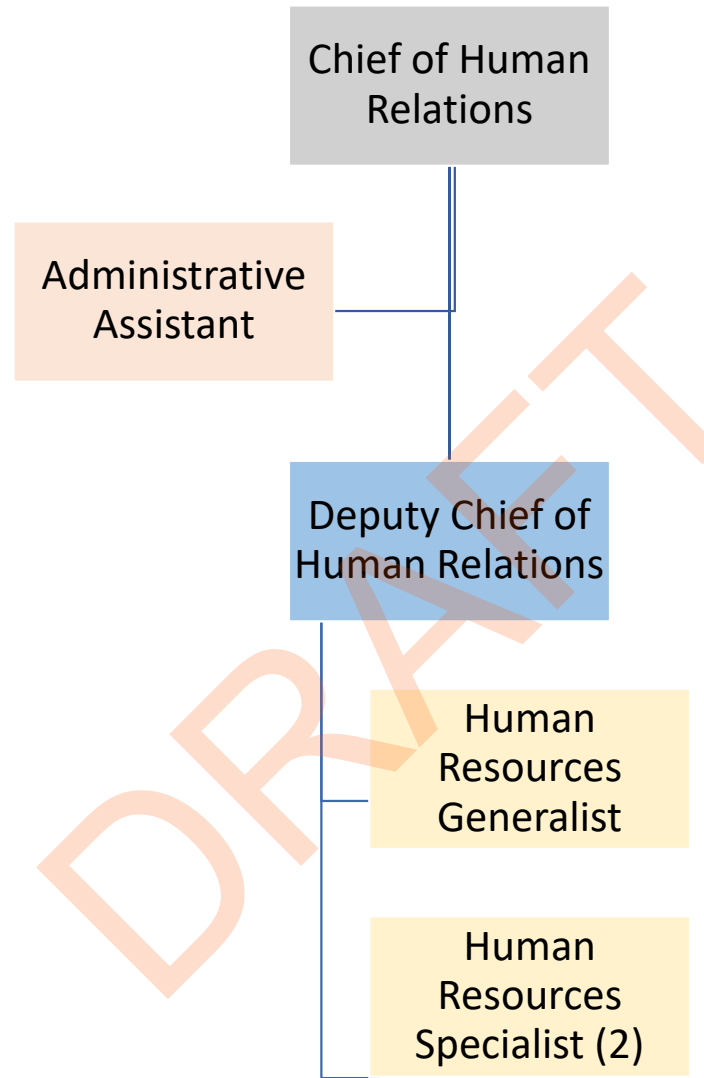 Chief of Human
Relations
Administrative
Assistant
Deputy Chief of
Human Relations
Human
Resources
Generalist
Human
Resources
Specialist (2)
DRAFT